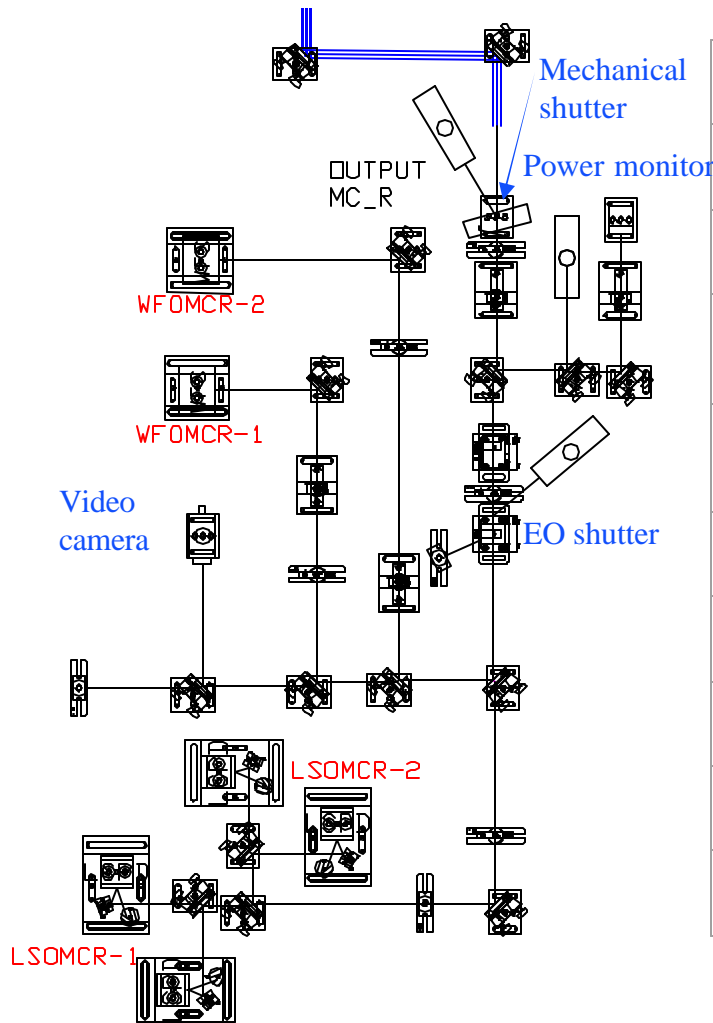 Mechanical
shutter
Power monitor
OUTPUT
MC_R
WFOMCR-2
WFOMCR-1
Video
camera
EO shutter
LSOMCR-2
LSOMCR-1